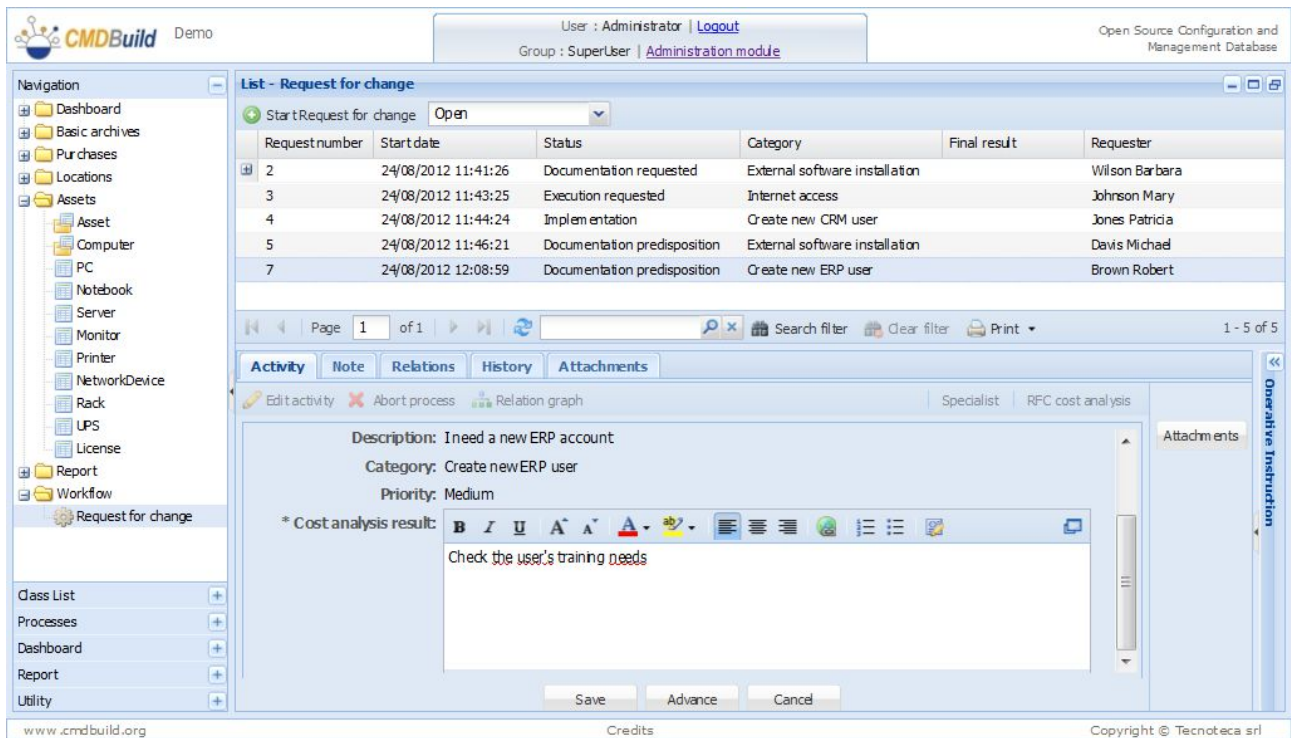 CMDBuild Demo
User : Administrator | Logout
Group : SuperUser | Administration module
Open Source Configuration and
Management Database
Navigation
Dashboard
Basic archives
Purchases
Locations
Assets
Asset
Computer
PC
Notebook
Server
Monitor
Printer
NetworkDevice
Rack
UPS
License
Report
Workflow
Request for change
Class List
Processes
Dashboard
Report
Utility
List - Request for change
Start Request for change Open
Request number Start date Status Category Final result Requester
2 24/08/2012 11:41:26 Documentation requested External software installation Wilson Barbara
3 24/08/2012 11:43:25 Execution requested Internet access Johnson Mary
4 24/08/2012 11:44:24 Implementation Create new CRM user Jones Patricia
5 24/08/2012 11:46:21 Documentation predisposition External software installation Davis Michael
7 24/08/2012 12:08:59 Documentation predisposition Create new ERP user Brown Robert
Page 1 of 1 Search filter Clear filter Print 1 - 5 of 5
Activity Note Relations History Attachments
Edit activity Abort process Relation graph Specialist RFC cost analysis
Description: I need a new ERP account
Category: Create new ERP user
Priority: Medium
* Cost analysis result: B I U A A A ab
Check the user's training needs
Save Advance Cancel
Attachments
Operative Instruction
www.cmdbuild.org Credits Copyright © Tecnoteca srl